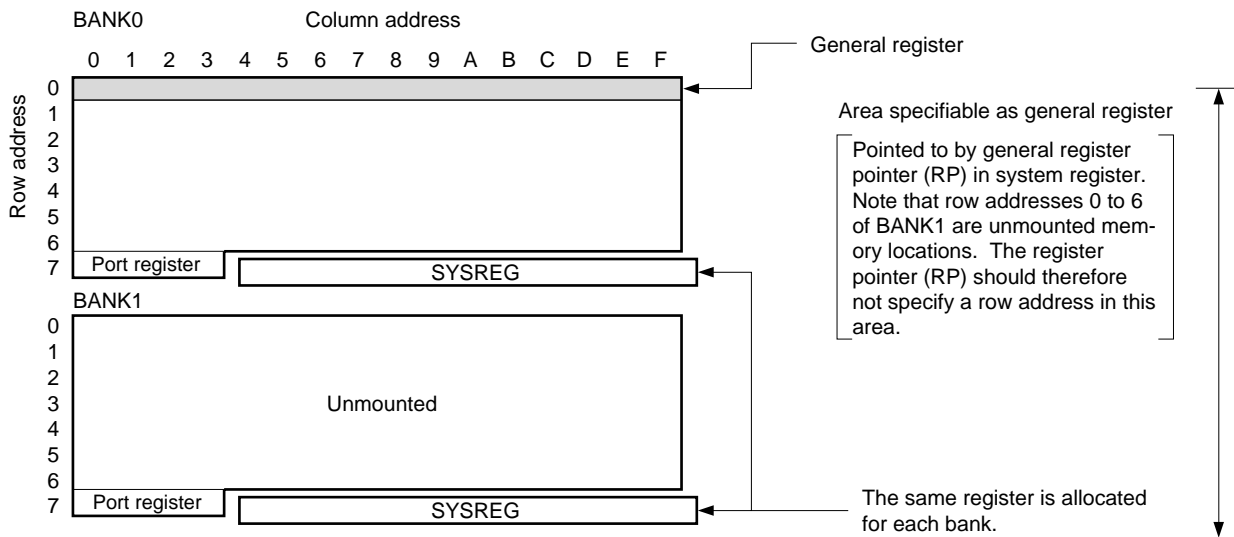 BANK0
Column address
0 1 2 3 4 5 6 7 8 9 A B C D E F
General register
Row address
0
1
2
3
4
5
6
7
Port register
SYSREG
Area specifiable as general register
Pointed to by general register
pointer (RP) in system register.
Note that row addresses 0 to 6
of BANK1 are unmounted mem-
ory locations. The register
pointer (RP) should therefore
not specify a row address in this
area.
BANK1
0
1
2
3
4
5
6
7
Unmounted
Port register
SYSREG
The same register is allocated
for each bank.